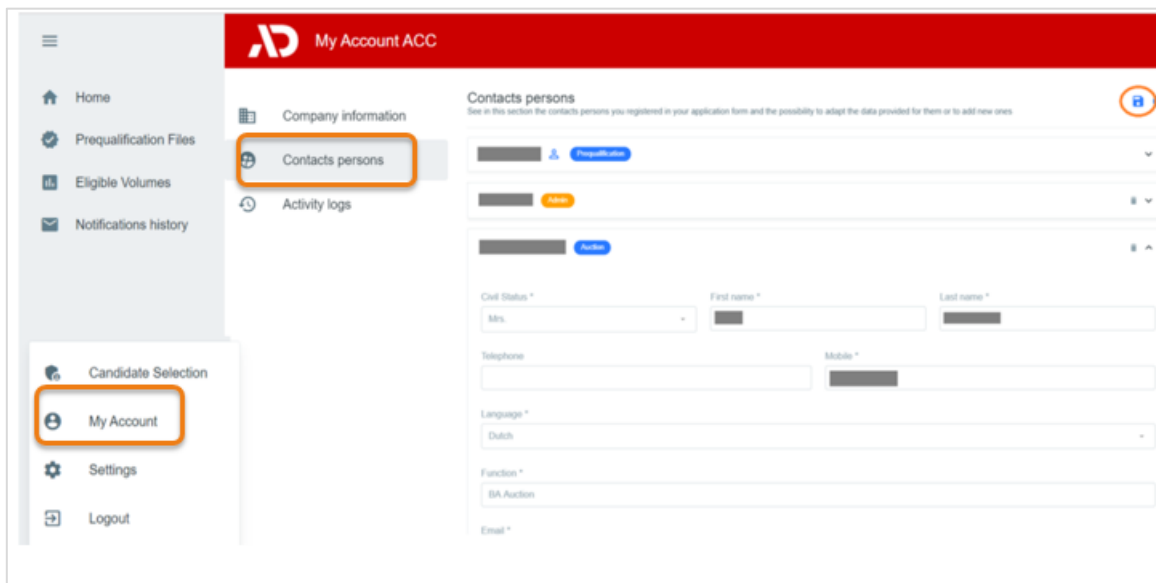 My Account ACC
Home
Prequalification Files
Eligible Volumes
Notifications history
Candidate Selection
My Account
Settings
Logout
Company information
Contacts persons
Activity logs
Contacts persons
See in this section the contacts persons you registered in your application form and the possibility to adapt the data provided for them or to add new ones
Prequalification
Admin
Auction
Civil Status *
First name *
Last name *
Mrs.
Telephone
Mobile *
Language *
Dutch
Function *
BA Auction
Email *